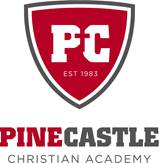 PC
EST 1983
PINECASTLE
CHRISTIAN ACADEMY